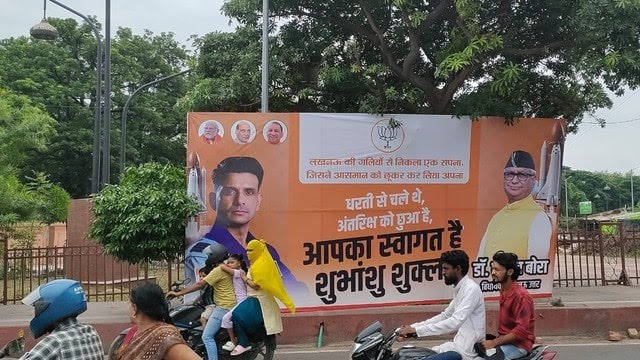 लखनऊ की गलियों से निकला एक सपना,
जिसने आसमान को छूकर कर दिया अपना
धरती से चले थे,
अंतरिक्ष को छुआ है,
आपका स्वागत है
शुभांशु शुक्ल
डॉ. बोरा